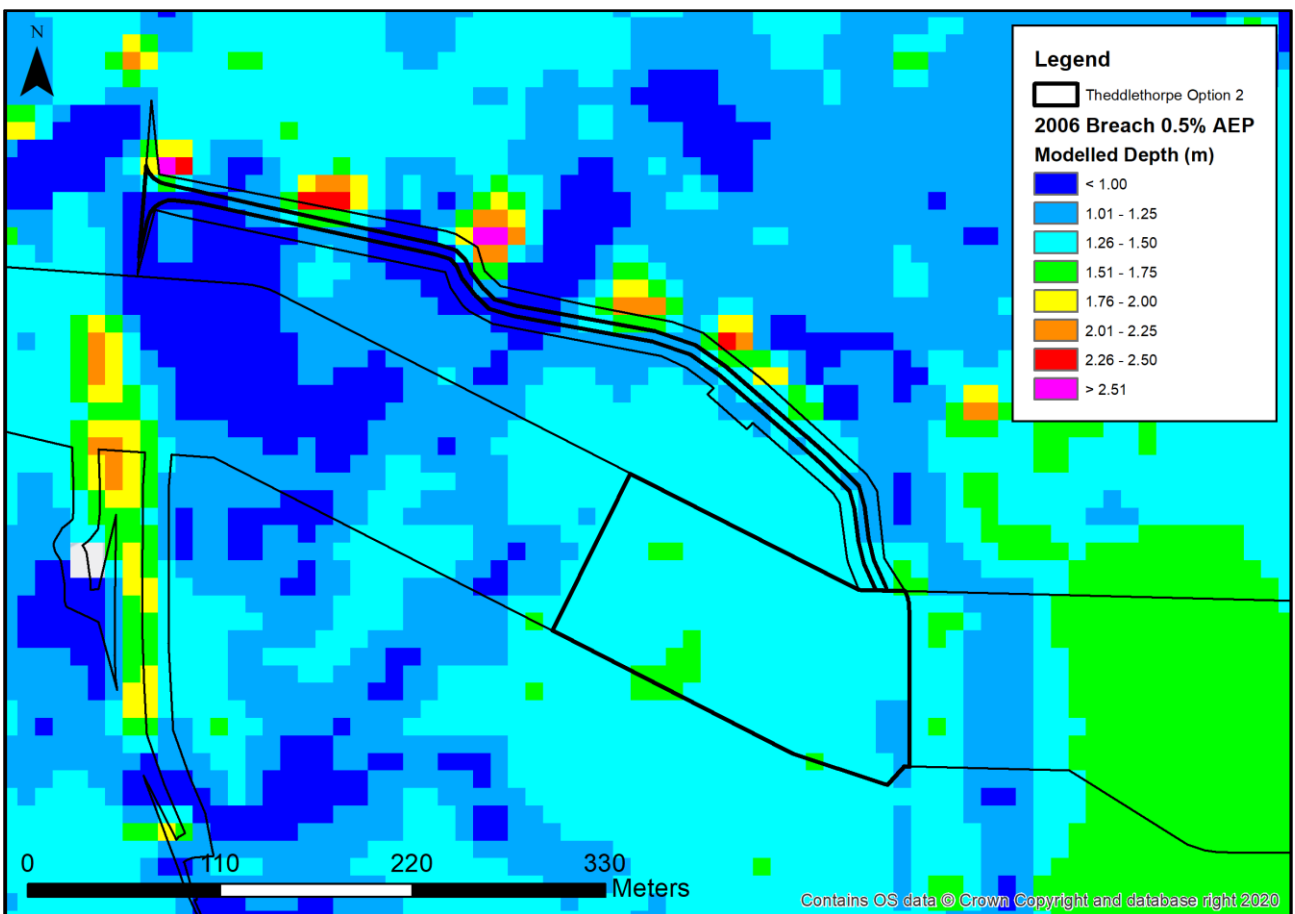 N
Legend
Theddlethorpe Option 2
2006 Breach 0.5% AEP
Modelled Depth (m)
< 1.00
1.01 - 1.25
1.26 - 1.50
1.51 - 1.75
1.76 - 2.00
2.01 - 2.25
2.26 - 2.50
> 2.51
0 110 220 330
Meters
Contains OS data © Crown Copyright and database right 2020